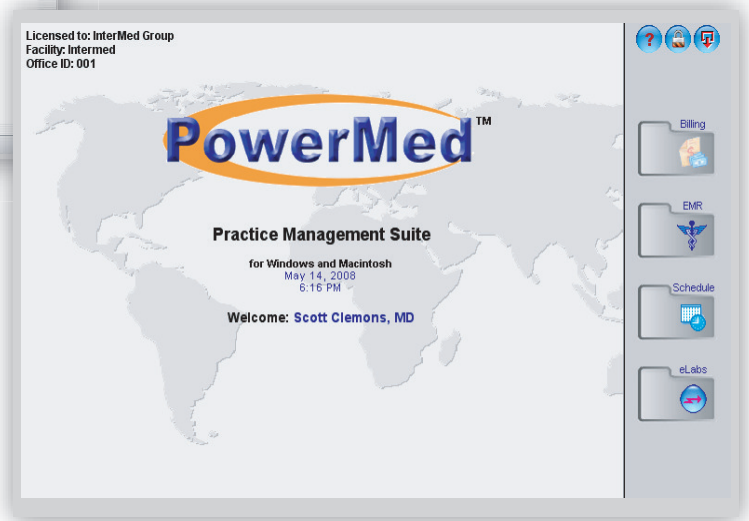 Licensed to: InterMed Group
Facility: Intermed
Office ID: 001
?
PowerMed™
Practice Management Suite
for Windows and Macintosh
May 14, 2008
6:16 PM
Welcome: Scott Clemons, MD
Billing
EMR
Schedule
eLabs